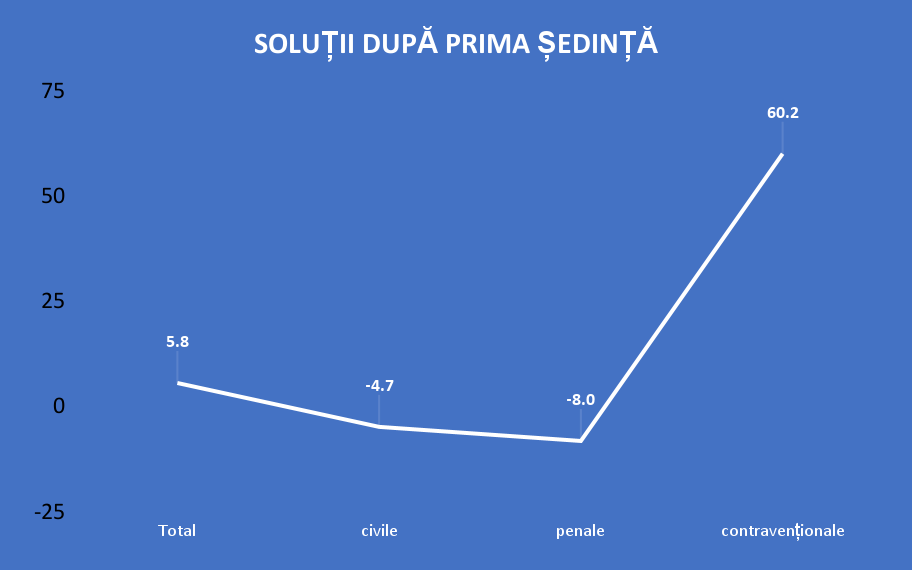 SOLUȚII DUPĂ PRIMA ȘEDINȚĂ
75
50
25
0
-25
5.8
-4.7
-8.0
60.2
Total
civile
penale
contravenționale